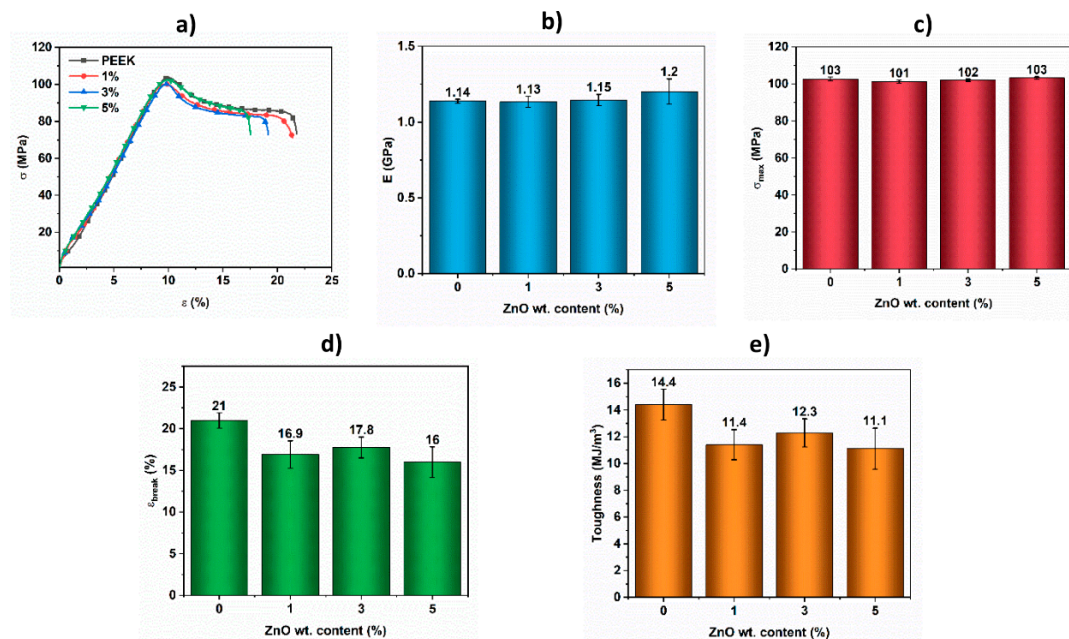 a)
120
100
80
60
40
20
σ (MPa)
PEEK
1%
3%
5%
0 5 10 15 20 25
ε (%)
b)
1.5
1.0
0.5
0.0
E (GPa)
1.14 1.13 1.15 1.2
0 1 3 5
ZnO wt. content (%)
c)
120
100
80
60
40
20
0
σmax (MPa)
103 101 102 103
0 1 3 5
ZnO wt. content (%)
d)
25
20
15
10
5
0
εbreak (%)
21 16.9 17.8 16
0 1 3 5
ZnO wt. content (%)
e)
16
14
12
10
8
6
4
2
0
Toughness (MJ/m³)
14.4 11.4 12.3 11.1
0 1 3 5
ZnO wt. content (%)